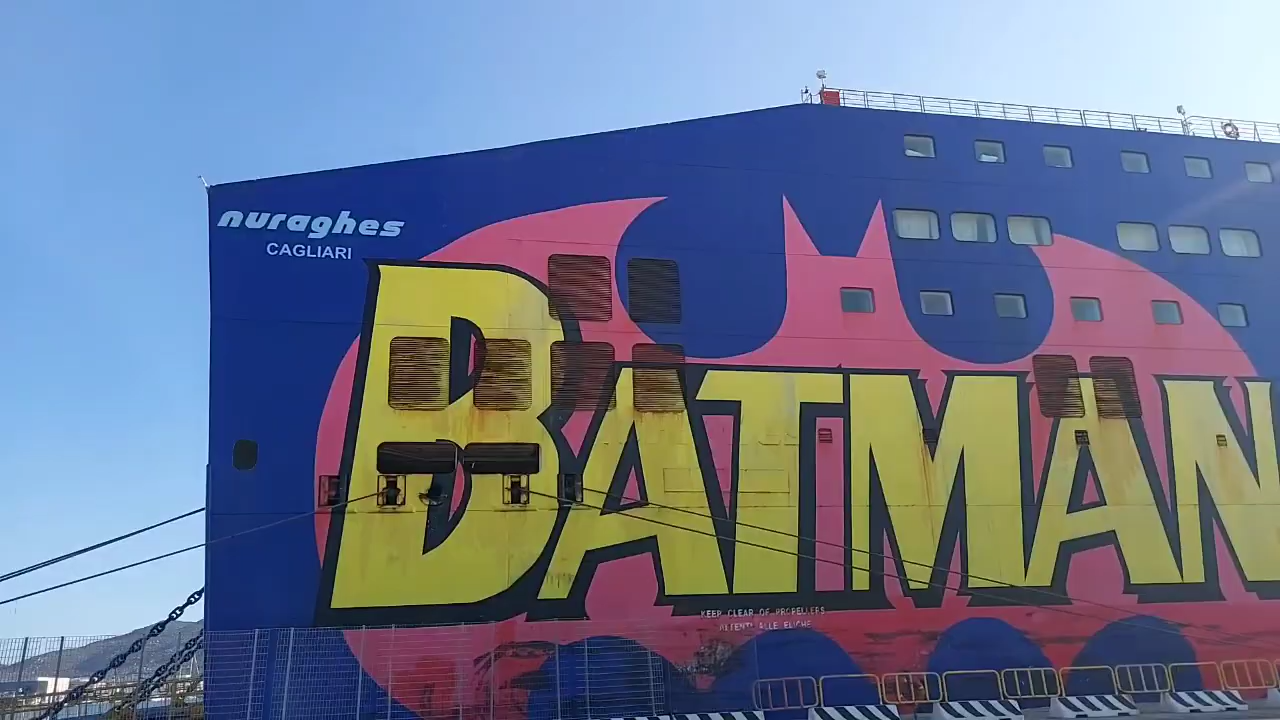 nuraghes
CAGLIARI
BATMAN
KEEP CLEAR OF PROPELLERS
ATTENTI ALLE ELICHE